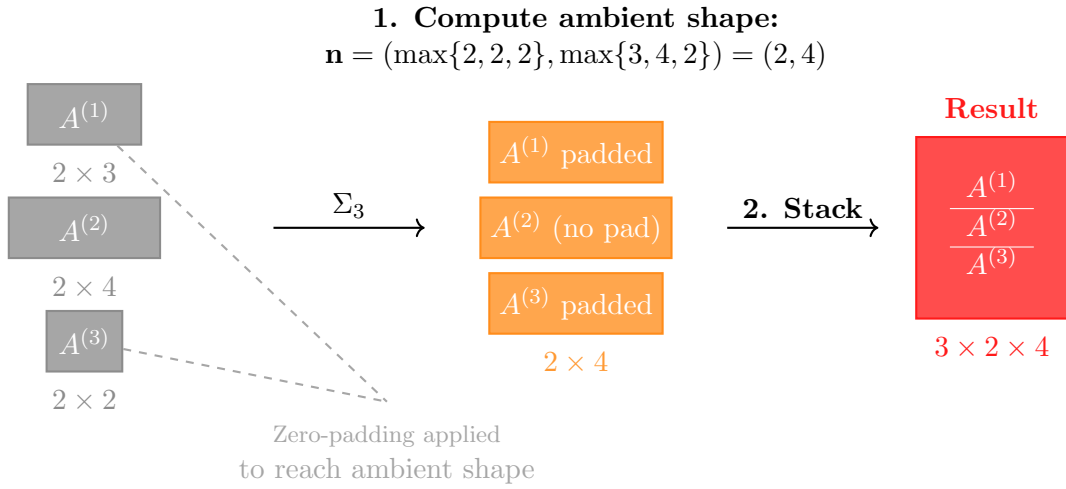 1. Compute ambient shape:
n = (max{2, 2, 2}, max{3, 4, 2}) = (2, 4)
A^(1)
2 × 3
A^(2)
2 × 4
A^(3)
2 × 2
Σ₃
A^(1) padded
A^(2) (no pad)
A^(3) padded
2 × 4
2. Stack
Result
A^(1)
A^(2)
A^(3)
3 × 2 × 4
Zero-padding applied
to reach ambient shape